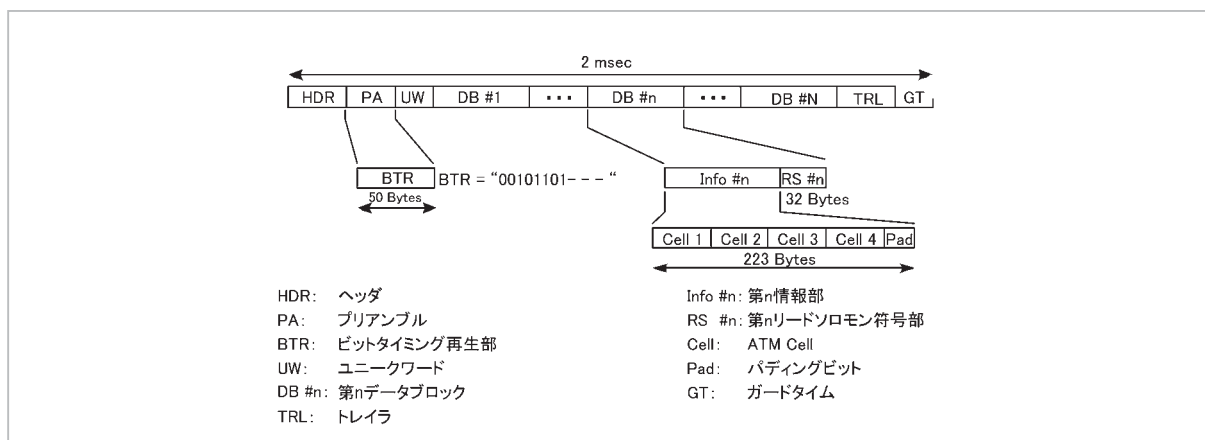 2 msec
HDR PA UW DB #1 ･･･ DB #n ･･･ DB #N TRL GT
BTR BTR = “00101101---“ Info #n RS #n
50 Bytes 32 Bytes
Cell 1 Cell 2 Cell 3 Cell 4 Pad
223 Bytes
HDR: ヘッダ
PA: プリアンブル
BTR: ビットタイミング再生部
UW: ユニークワード
DB #n: 第nデータブロック
TRL: トレイラ
Info #n: 第n情報部
RS #n: 第nリードソロモン符号部
Cell: ATM Cell
Pad: パディングビット
GT: ガードタイム